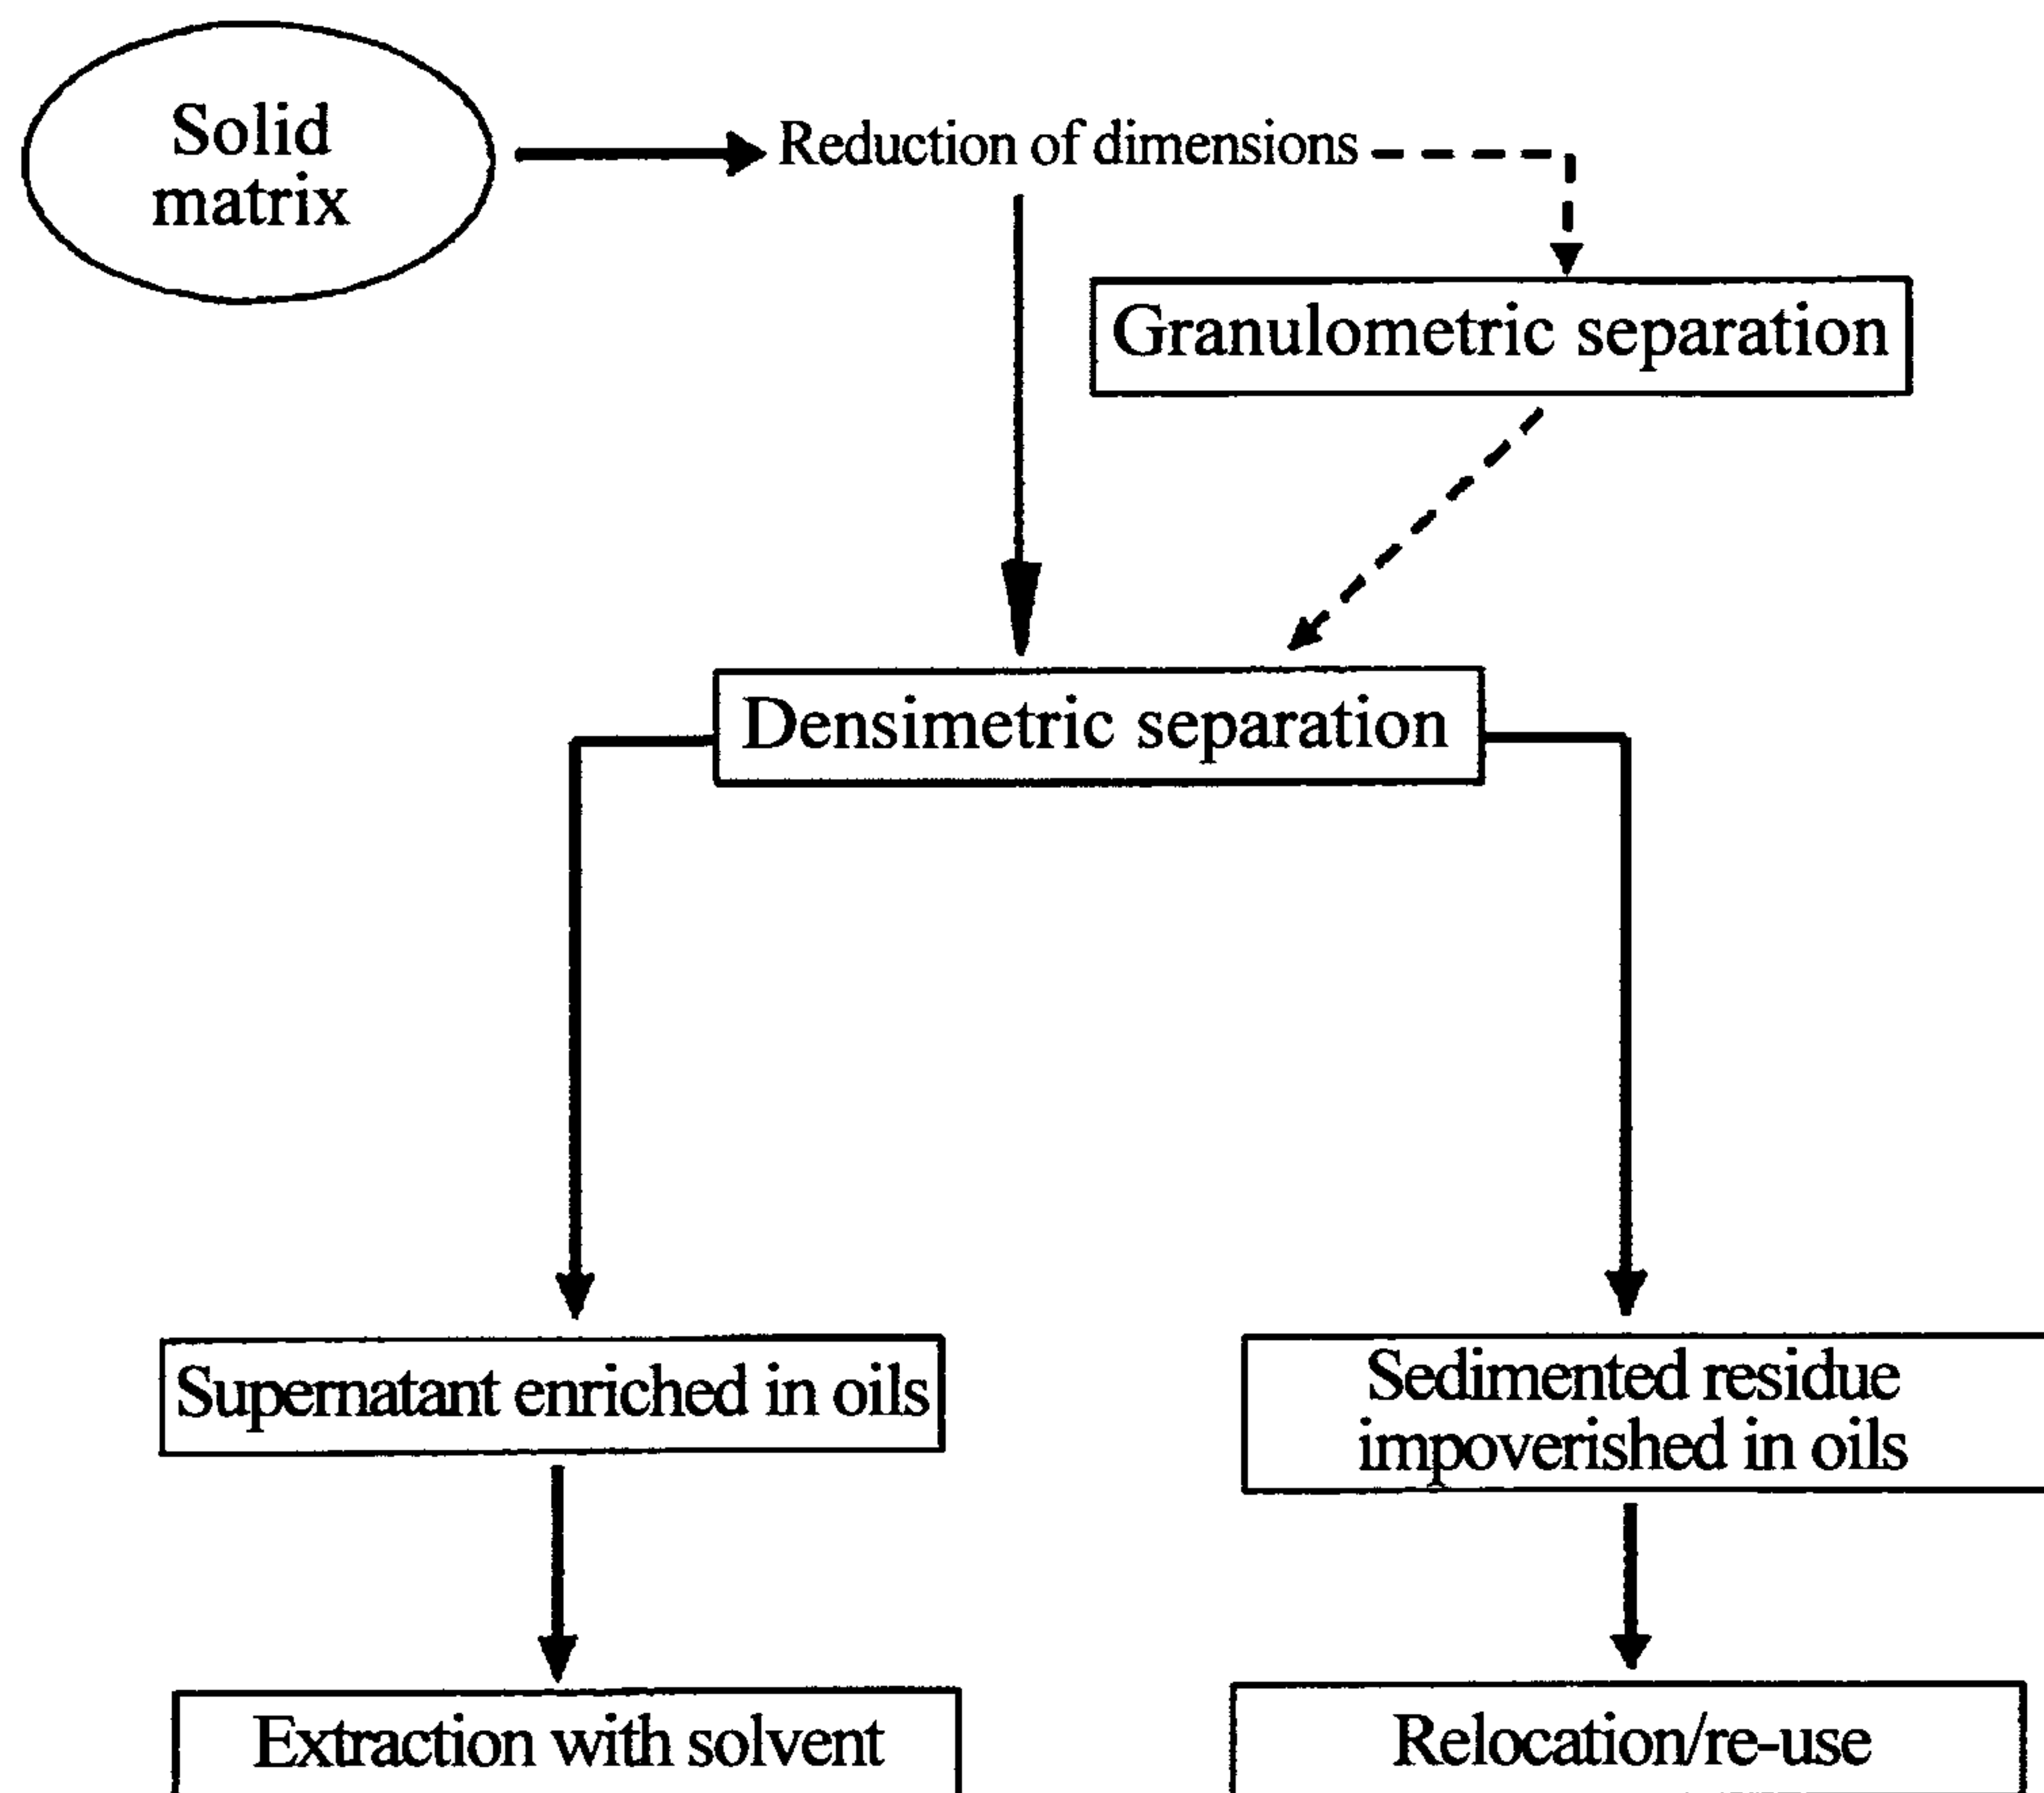 Solid
matrix
Reduction of dimensions
Granulometric separation
Densimetric separation
Supernatant enriched in oils
Sedimented residue
impoverished in oils
Extraction with solvent
Relocation/re-use